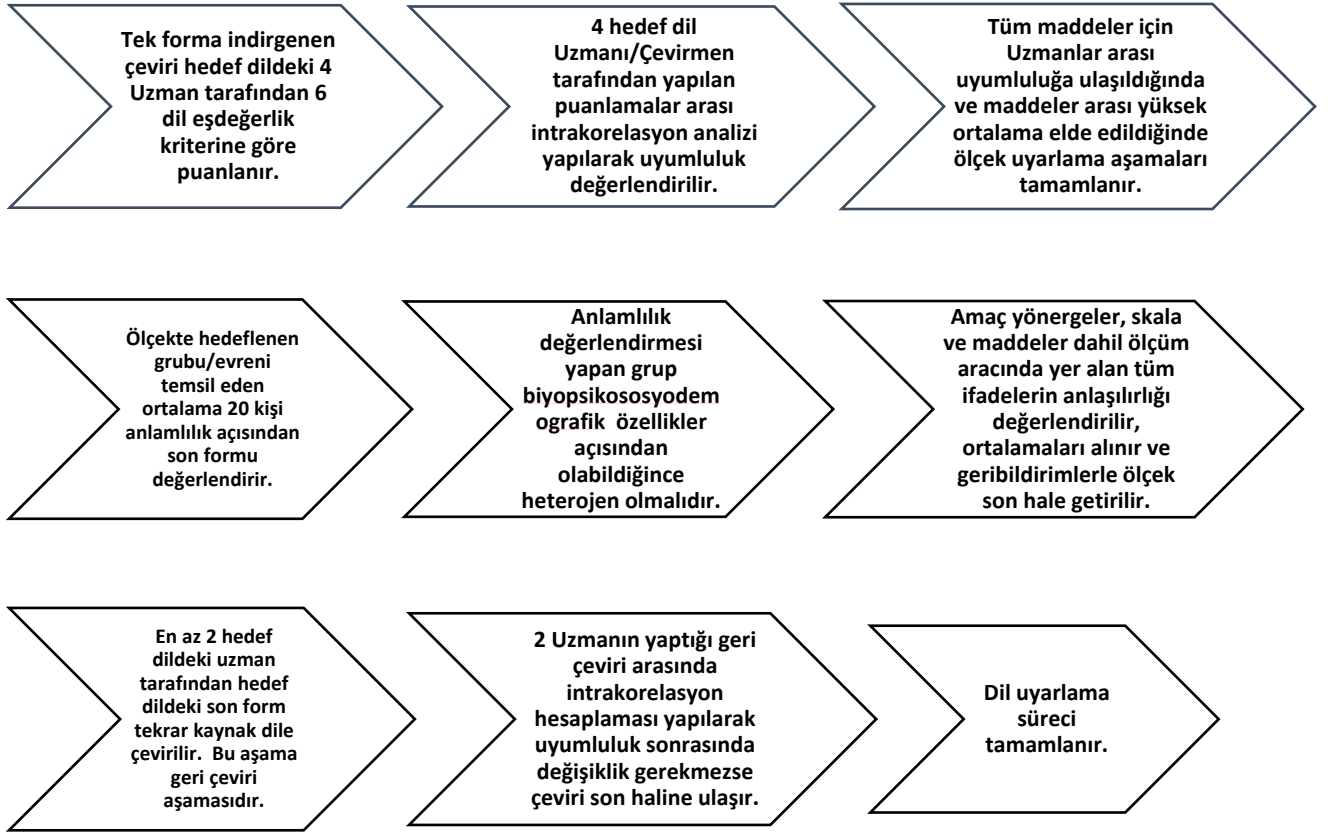 Tek forma indirgenen
çeviri hedef dildeki 4
Uzman tarafından 6
dil eşdeğerlik
kriterine göre
puanlanır.
4 hedef dil
Uzmanı/Çevirmen
tarafından yapılan
puanlamalar arası
intrakorelasyon analizi
yapılarak uyumluluk
değerlendirilir.
Tüm maddeler için
Uzmanlar arası
uyumluluğa ulaşıldığında
ve maddeler arası yüksek
ortalama elde edildiğinde
ölçek uyarlama aşamaları
tamamlanır.
Ölçekte hedeflenen
grubu/evreni
temsil eden
ortalama 20 kişi
anlamlılık açısından
son formu
değerlendirir.
Anlamlılık
değerlendirmesi
yapan grup
biyopsikososyodem
ografik özellikler
açısından
olabildiğince
heterojen olmalıdır.
Amaç yönergeler, skala
ve maddeler dahil ölçüm
aracında yer alan tüm
ifadelerin anlaşılırlığı
değerlendirilir,
ortalamaları alınır ve
geribildirimlerle ölçek
son hale getirilir.
En az 2 hedef
dildeki uzman
tarafından hedef
dildeki son form
tekrar kaynak dile
çevirilir. Bu aşama
geri çeviri
aşamasıdır.
2 Uzmanın yaptığı geri
çeviri arasında
intrakorelasyon
hesaplaması yapılarak
uyumluluk sonrasında
değişiklik gerekmezse
çeviri son haline ulaşır.
Dil uyarlama
süreci
tamamlanır.